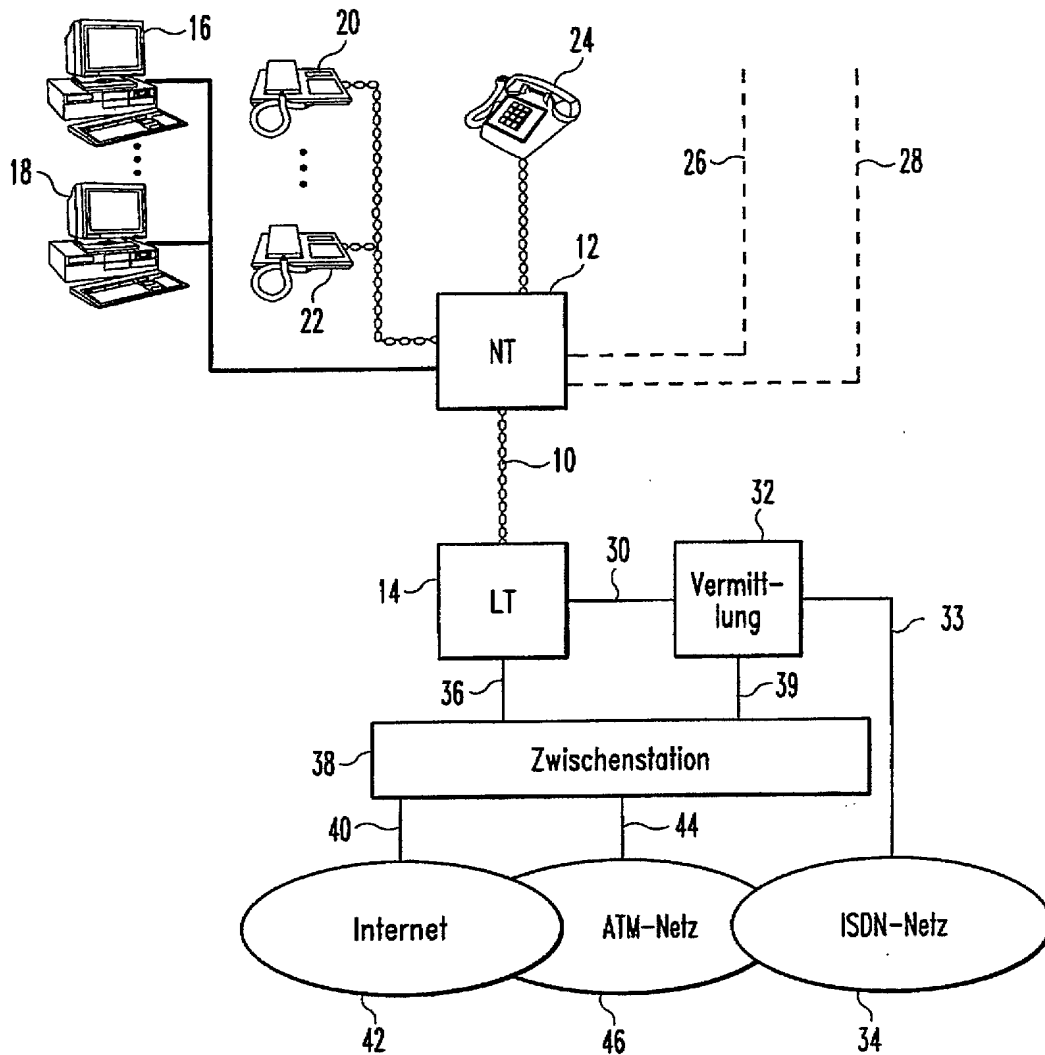 16
20
24
18
26
28
22
12
NT
10
32
30
14
LT
Vermitt-
lung
33
36
39
38
Zwischenstation
40
44
Internet
ATM-Netz
ISDN-Netz
42
46
34